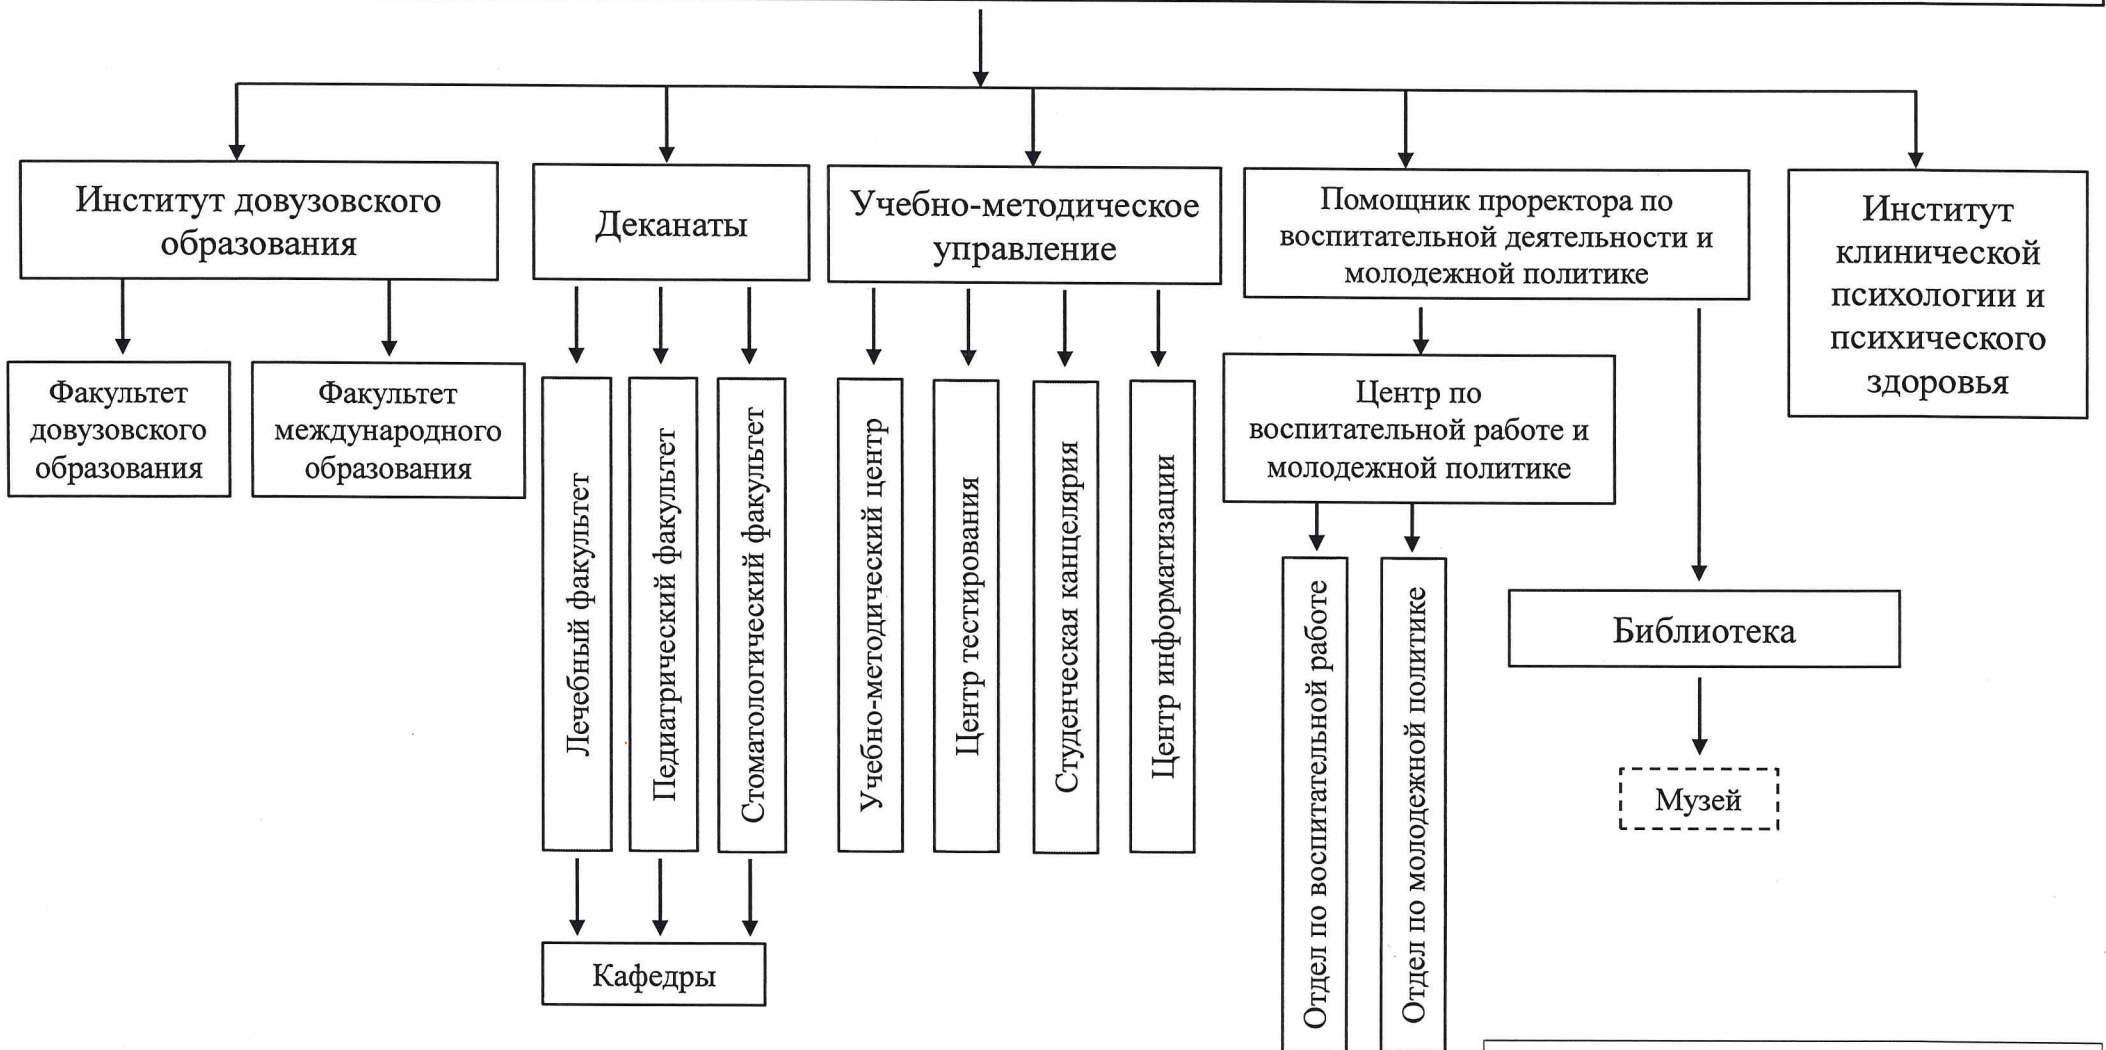 Институт довузовского
образования
Деканаты
Учебно-методическое
управление
Помощник проректора по
воспитательной деятельности и
молодежной политике
Институт
клинической
психологии и
психического
здоровья
Факультет
довузовского
образования
Факультет
международного
образования
Лечебный факультет
Педиатрический факультет
Стоматологический факультет
Учебно-методический центр
Центр тестирования
Студенческая канцелярия
Центр информатизации
Центр по
воспитательной работе и
молодежной политике
Отдел по воспитательной работе
Отдел по молодежной политике
Библиотека
Музей
Кафедры